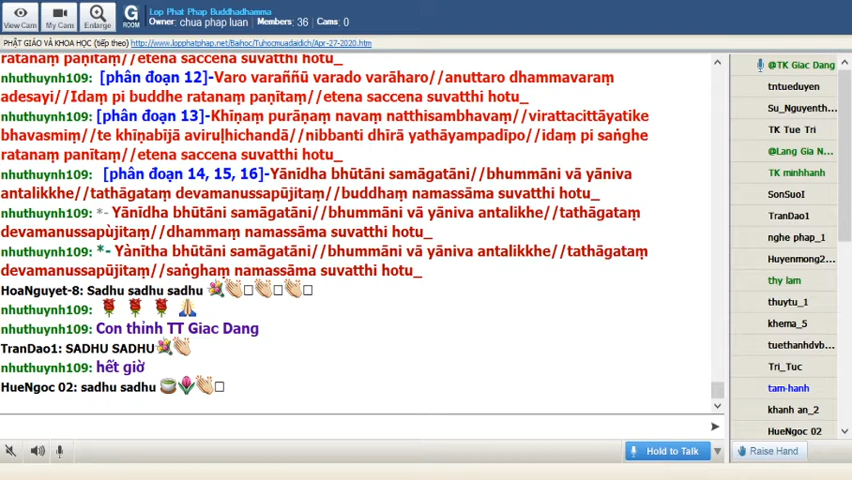 Lop Phat Phap Buddhadhamma
Owner: chua phap luan Members: 36 Cams: 0
View Cam
My Cam
Enlarge
G
ROOM
PHẬT GIÁO VÀ KHOA HỌC (tiếp theo) http://www.lopphatphap.net/Baihoc/Tuhocmuadaidich/Apr-27-2020.htm
ratanaṃ paṇītaṃ//etena saccena suvatthi hotu_
nhuthuynh109: [phân đoạn 12]-Varo varaññū varado varāharo//anuttaro dhammavaraṃ
adesayi//Idaṃ pi buddhe ratanaṃ paṇītaṃ//etena saccena suvatthi hotu_
nhuthuynh109: [phân đoạn 13]-Khīṇaṃ purāṇaṃ navaṃ natthisambhavaṃ//virattacittāyatike
bhavasmiṃ//te khīṇabījā aviruḷhichandā//nibbanti dhīrā yathāyampadīpo//idaṃ pi saṅghe
ratanaṃ panītaṃ//etena saccena suvatthi hotu_
nhuthuynh109: [phân đoạn 14, 15, 16]-Yānīdha bhūtāni samāgatāni//bhummāni vā yāniva
antalikkhe//tathāgataṃ devamanussapūjitaṃ//buddhaṃ namassāma suvatthi hotu_
nhuthuynh109: *- Yānīdha bhūtāni samāgatāni//bhummāni vā yāniva antalikhe//tathāgataṃ
devamanussapùjitaṃ//dhammaṃ namassāma suvatthi hotu_
nhuthuynh109: *- Yànītha bhūtāni samāgatāni//bhummāni vā yāniva antalikkhe//tathāgataṃ
devamanussapūjitaṃ//saṅghaṃ namassāma suvatthi hotu_
HoaNguyet-8: Sadhu sadhu sadhu 💐👏🏻👏🏻👏🏻
nhuthuynh109: 🌹 🌹 🌹 🙏
nhuthuynh109: Con thỉnh TT Giac Dang
TranDao1: SADHU SADHU💐👏
nhuthuynh109: hết giờ
HueNgoc 02: sadhu sadhu 🍵🌷👏🏻
Hold to Talk
@TK Giac Dang
tntueduyen
Su_Nguyenth...
TK Tue Tri
@Lang Gia N...
TK minhhanh
SonSuoI
TranDao1
nghe phap_1
Huyenmong2...
thy lam
thuytu_1
khema_5
tuethanhdvb...
Tri_Tuc
tam-hanh
khanh an_2
HueNgoc 02
Raise Hand